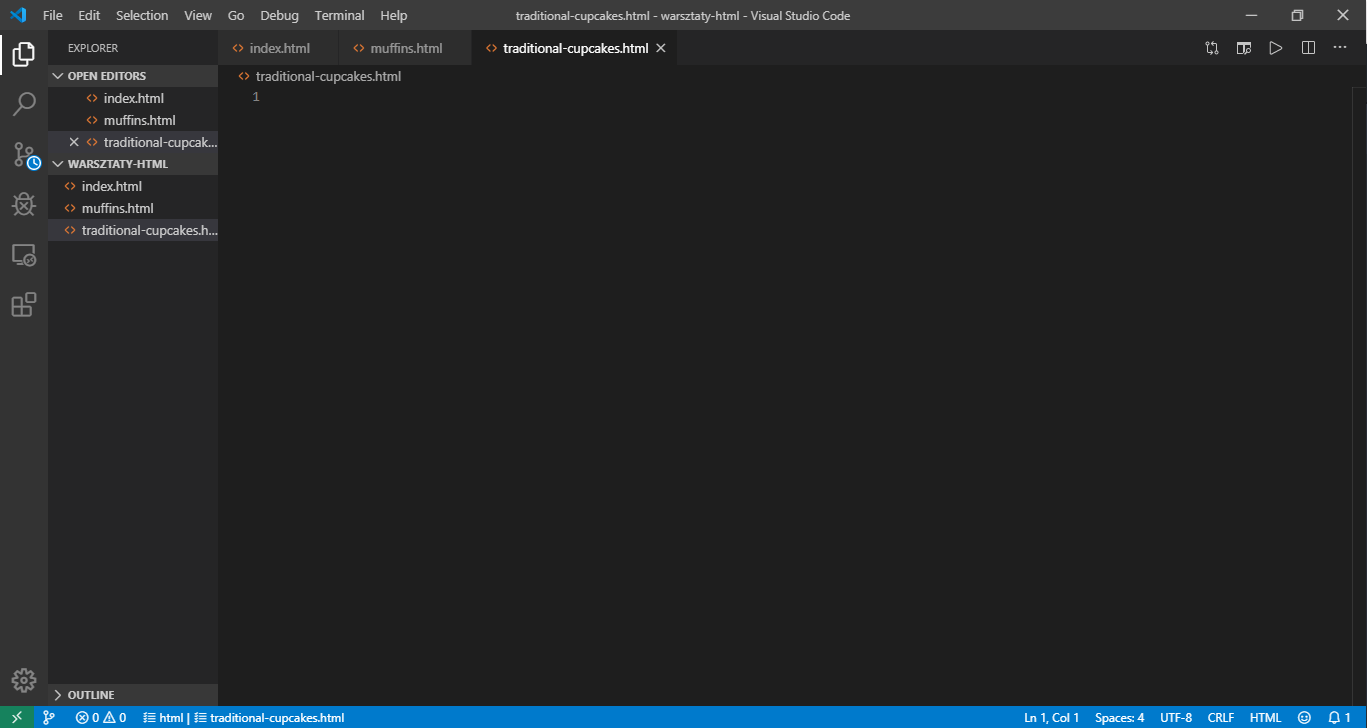 File Edit Selection View Go Debug Terminal Help traditional-cupcakes.html - warsztaty-html - Visual Studio Code
EXPLORER
index.html muffins.html traditional-cupcakes.html
OPEN EDITORS
index.html
muffins.html
traditional-cupcak...
WARSZTATY-HTML
index.html
muffins.html
traditional-cupcakes.h...
traditional-cupcakes.html
1
OUTLINE
0 0 html | traditional-cupcakes.html Ln 1, Col 1 Spaces: 4 UTF-8 CRLF HTML 1